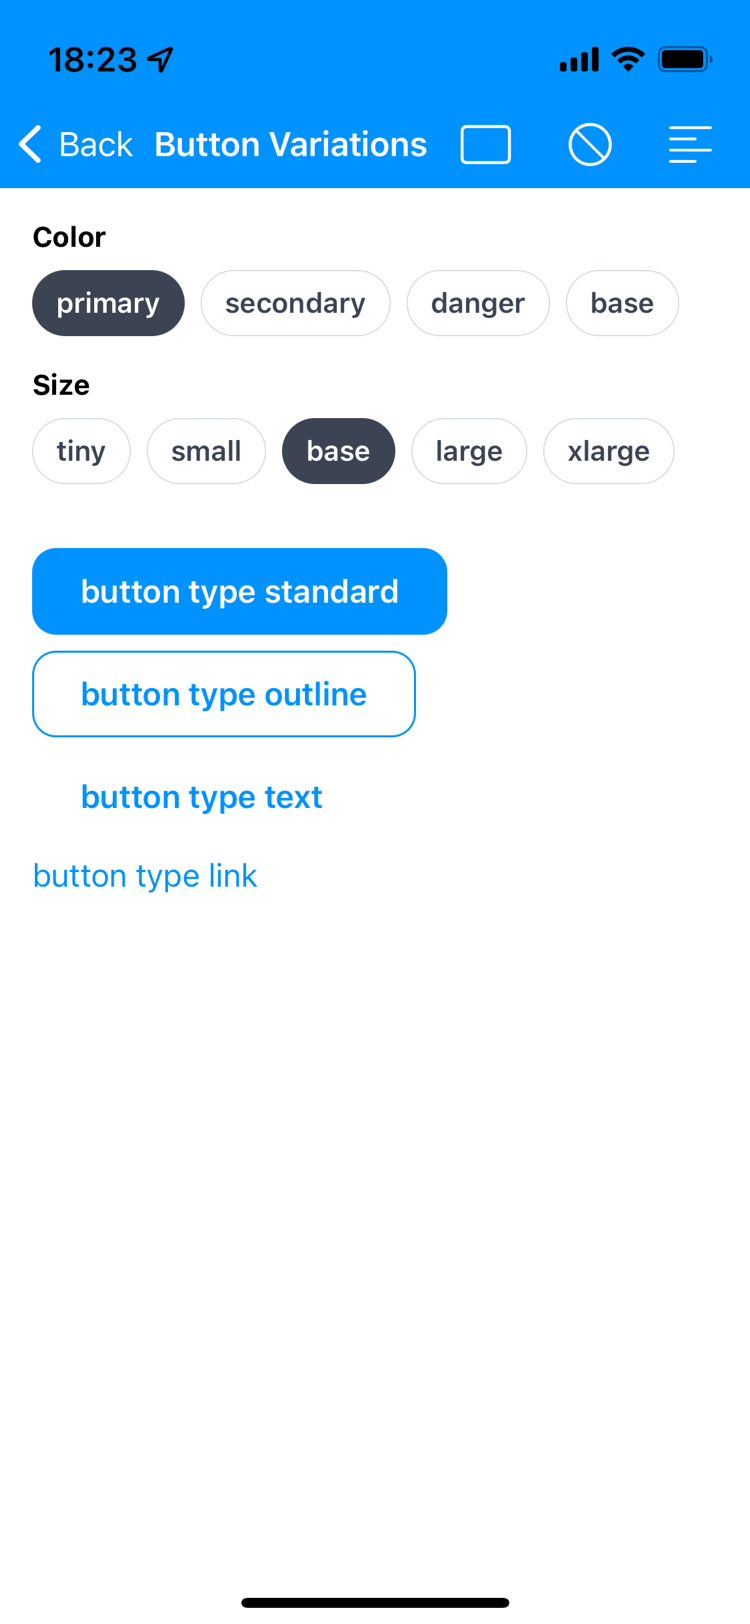 18:23
Back Button Variations
Color
primary secondary danger base
Size
tiny small base large xlarge
button type standard
button type outline
button type text
button type link